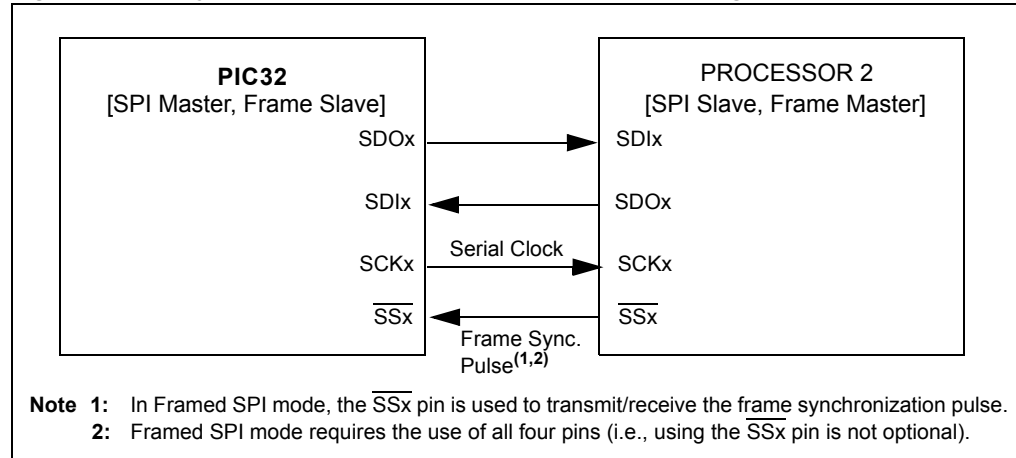 PIC32
[SPI Master, Frame Slave]
PROCESSOR 2
[SPI Slave, Frame Master]
SDOx
SDIx
SDIx
SDOx
SCKx
Serial Clock
SCKx
SSx
Frame Sync.
Pulse(1,2)
SSx
Note 1: In Framed SPI mode, the SSx pin is used to transmit/receive the frame synchronization pulse.
2: Framed SPI mode requires the use of all four pins (i.e., using the SSx pin is not optional).